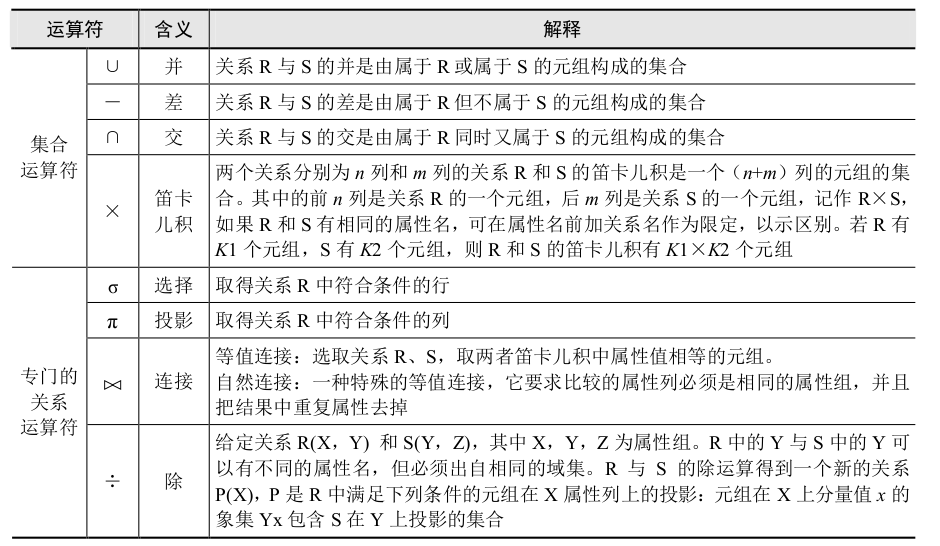 运算符 含义 解释
集合
运算符
∪ 并 关系 R 与 S 的并是由属于 R 或属于 S 的元组构成的集合
－ 差 关系 R 与 S 的差是由属于 R 但不属于 S 的元组构成的集合
∩ 交 关系 R 与 S 的交是由属于 R 同时又属于 S 的元组构成的集合
× 笛卡
儿积
两个关系分别为 n 列和 m 列的关系 R 和 S 的笛卡儿积是一个（n+m）列的元组的集
合。其中的前 n 列是关系 R 的一个元组，后 m 列是关系 S 的一个元组，记作 R×S，
如果 R 和 S 有相同的属性名，可在属性名前加关系名作为限定，以示区别。若 R 有
K1 个元组，S 有 K2 个元组，则 R 和 S 的笛卡儿积有 K1×K2 个元组
专门的
关系
运算符
σ 选择 取得关系 R 中符合条件的行
π 投影 取得关系 R 中符合条件的列
⋈ 连接
等值连接：选取关系 R、S，取两者笛卡儿积中属性值相等的元组。
自然连接：一种特殊的等值连接，它要求比较的属性列必须是相同的属性组，并且
把结果中重复属性去掉
÷ 除
给定关系 R(X，Y) 和 S(Y，Z)，其中 X，Y，Z 为属性组。R 中的 Y 与 S 中的 Y 可
以有不同的属性名，但必须出自相同的域集。R 与 S 的除运算得到一个新的关系
P(X)，P 是 R 中满足下列条件的元组在 X 属性列上的投影：元组在 X 上分量值 x 的
象集 Yx 包含 S 在 Y 上投影的集合